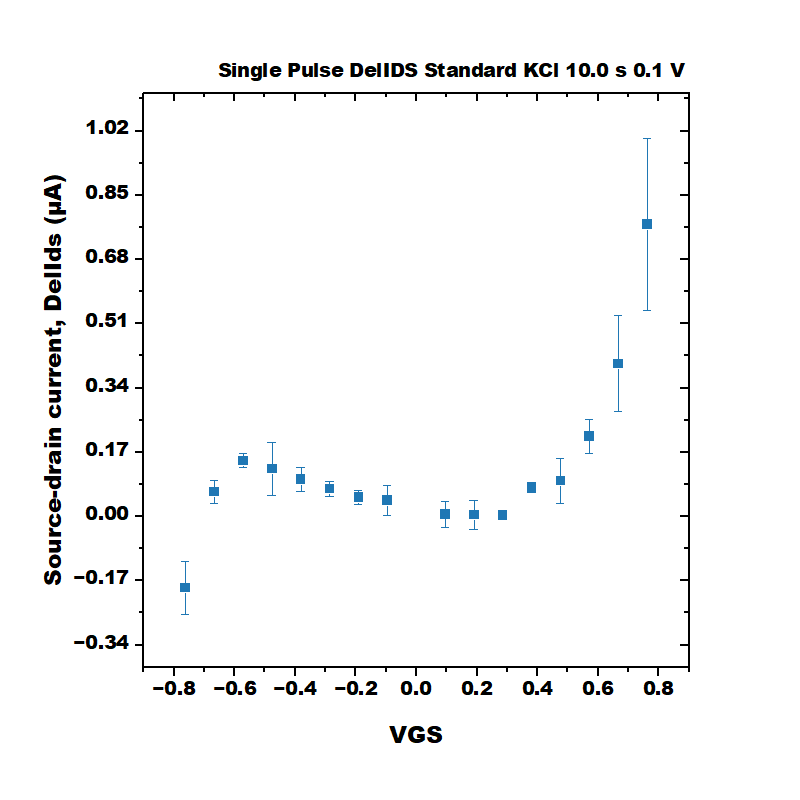 Single Pulse DelIDS Standard KCl 10.0 s 0.1 V
Source-drain current, DelIds (µA)
1.02
0.85
0.68
0.51
0.34
0.17
0.00
−0.17
−0.34
−0.8 −0.6 −0.4 −0.2 0.0 0.2 0.4 0.6 0.8
VGS